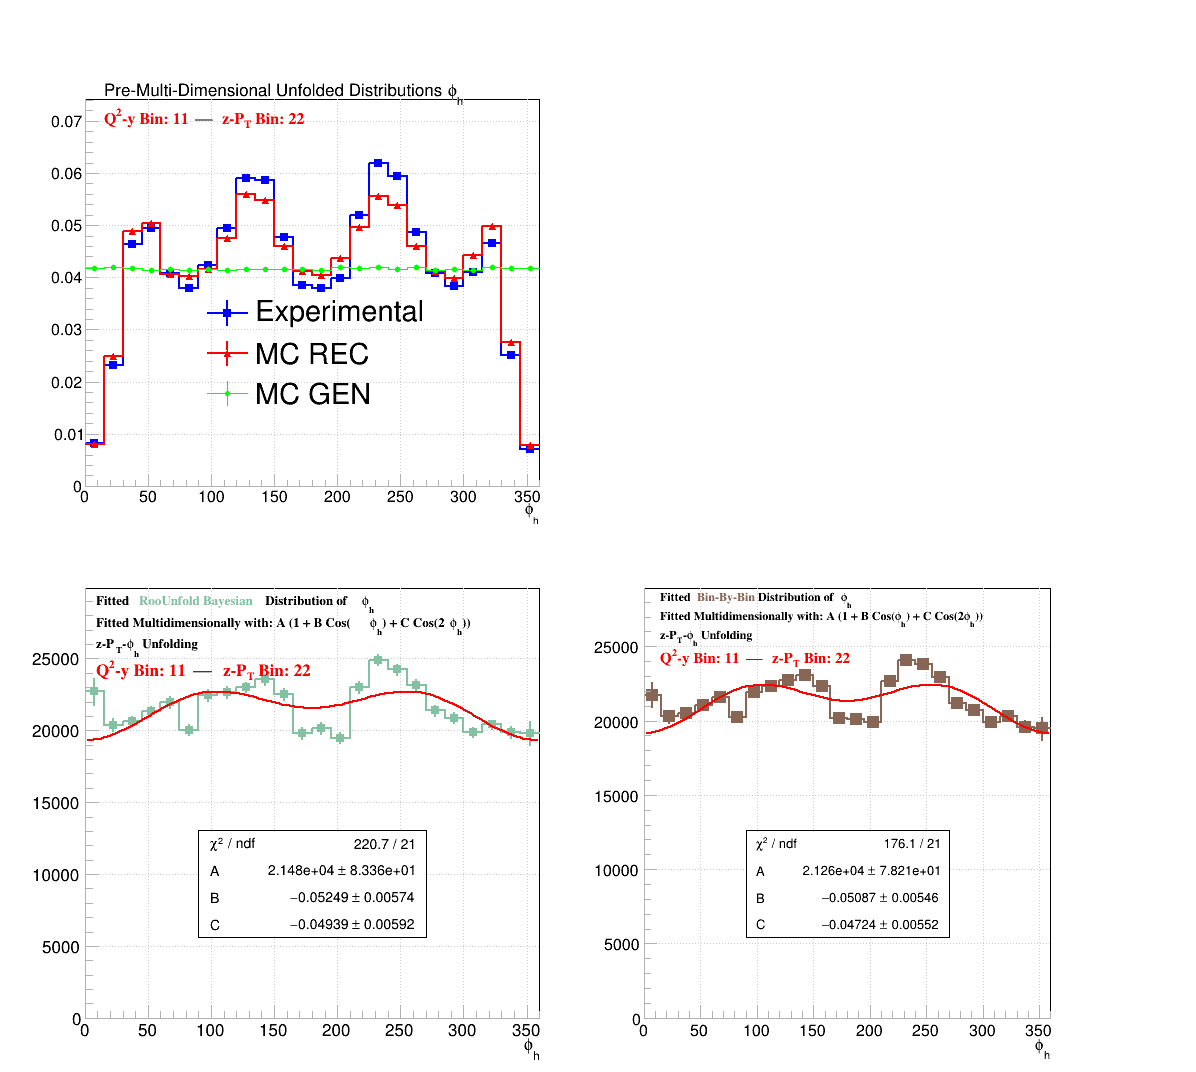 Pre-Multi-Dimensional Unfolded Distributions ϕh
Q2-y Bin: 11 — z-PT Bin: 22
0.07
0.06
0.05
0.04
0.03
0.02
0.01
0
Experimental
MC REC
MC GEN
0 50 100 150 200 250 300 350
ϕh
Fitted RooUnfold Bayesian Distribution of ϕh
Fitted Multidimensionally with: A (1 + B Cos( ϕh) + C Cos(2 ϕh))
z-PT-ϕh Unfolding
Q2-y Bin: 11 — z-PT Bin: 22
25000
20000
15000
10000
5000
0
χ2 / ndf 220.7 / 21
A 2.148e+04 ± 8.336e+01
B −0.05249 ± 0.00574
C −0.04939 ± 0.00592
0 50 100 150 200 250 300 350
ϕh
Fitted Bin-By-Bin Distribution of ϕh
Fitted Multidimensionally with: A (1 + B Cos(ϕh) + C Cos(2ϕh))
z-PT-ϕh Unfolding
Q2-y Bin: 11 — z-PT Bin: 22
25000
20000
15000
10000
5000
0
χ2 / ndf 176.1 / 21
A 2.126e+04 ± 7.821e+01
B −0.05087 ± 0.00546
C −0.04724 ± 0.00552
0 50 100 150 200 250 300 350
ϕh